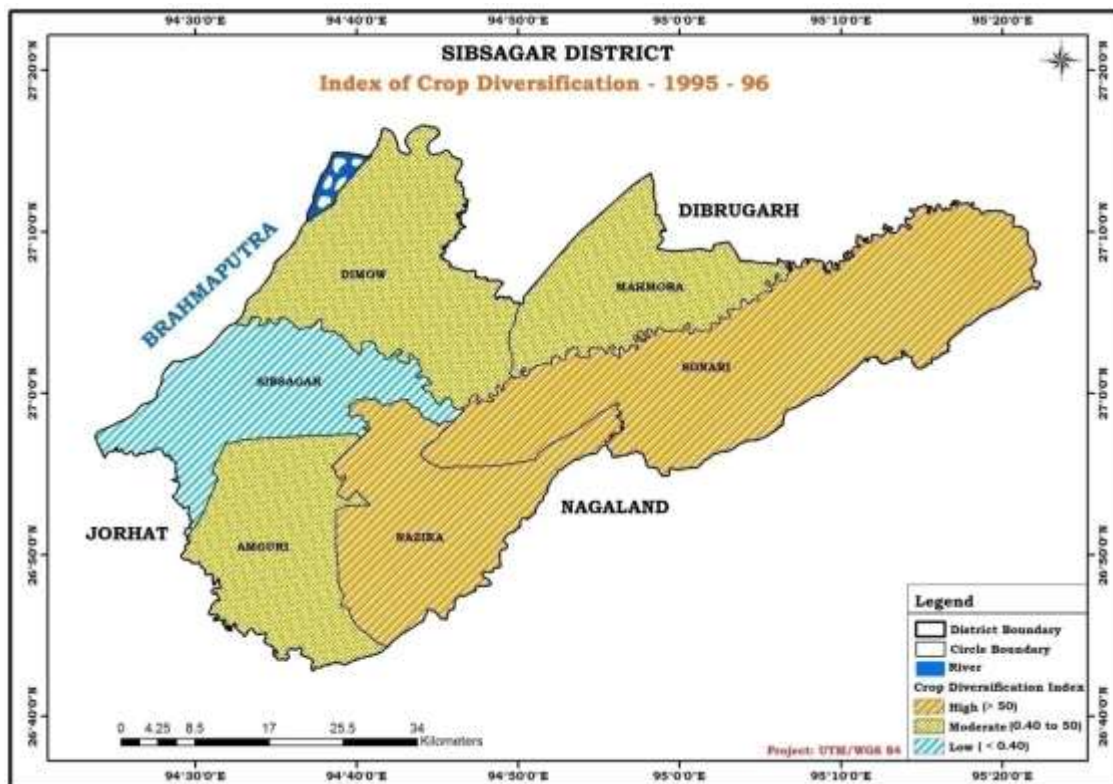 94°30'0"E 94°40'0"E 94°50'0"E 95°0'0"E 95°10'0"E 95°20'0"E
SIBSAGAR DISTRICT
Index of Crop Diversification - 1995 - 96
27°20'0"N 27°20'0"N
27°10'0"N 27°10'0"N
27°0'0"N 27°0'0"N
26°50'0"N 26°50'0"N
26°40'0"N 26°40'0"N
BRAHMAPUTRA
DIBRUGARH
DIMOW
MAHMORA
SONARI
SIBSAGAR
NAGALAND
JORHAT
AMGURI
NAZIRA
Legend
District Boundary
Circle Boundary
River
Crop Diversification Index
High (> 50)
Moderate (0.40 to 50)
Low ( < 0.40)
0 4.25 8.5 17 25.5 34
Kilometers
Project: UTM/WGS 84
94°30'0"E 94°40'0"E 94°50'0"E 95°0'0"E 95°10'0"E 95°20'0"E